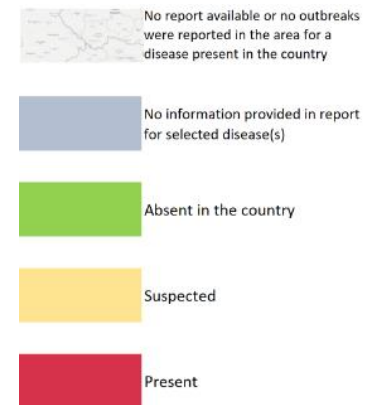 No report available or no outbreaks
were reported in the area for a
disease present in the country
No information provided in report
for selected disease(s)
Absent in the country
Suspected
Present